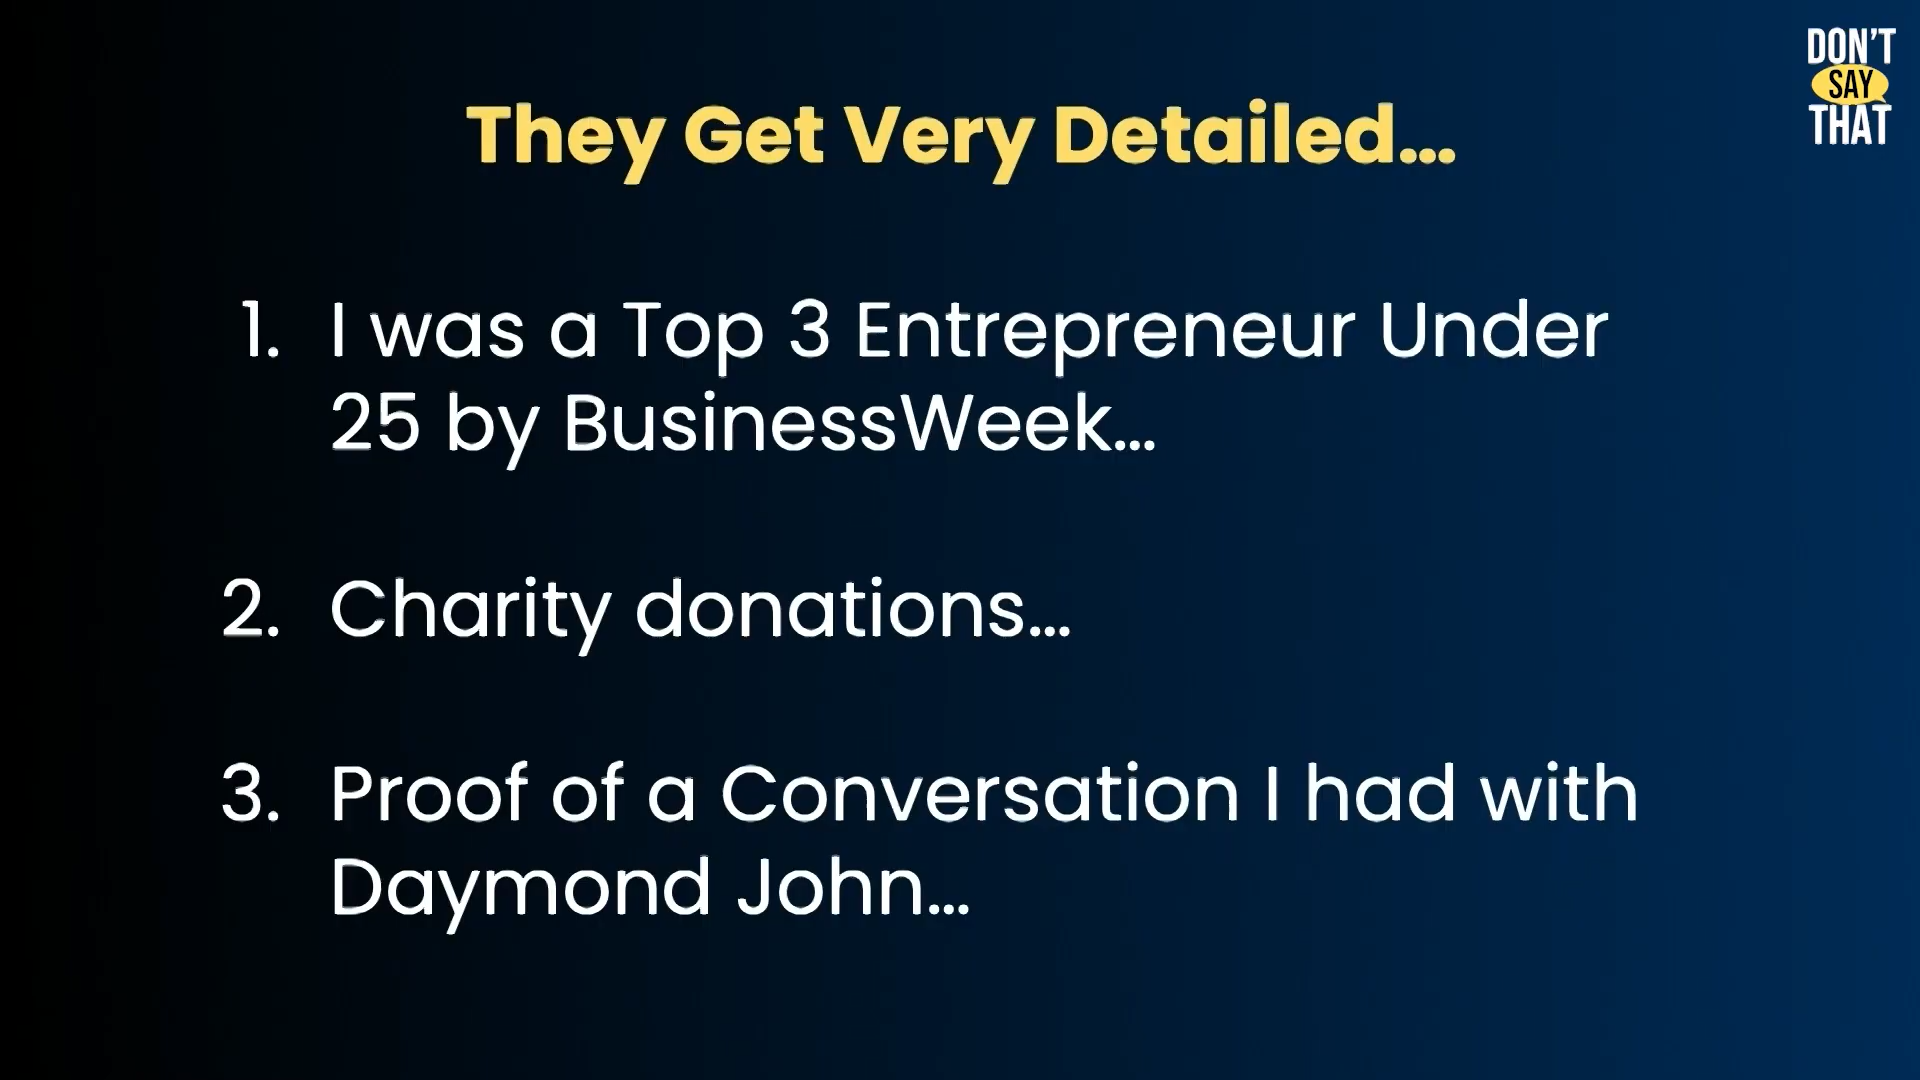 DON'T
SAY
THAT
They Get Very Detailed...
1. I was a Top 3 Entrepreneur Under
25 by BusinessWeek...
2. Charity donations...
3. Proof of a Conversation I had with
Daymond John...